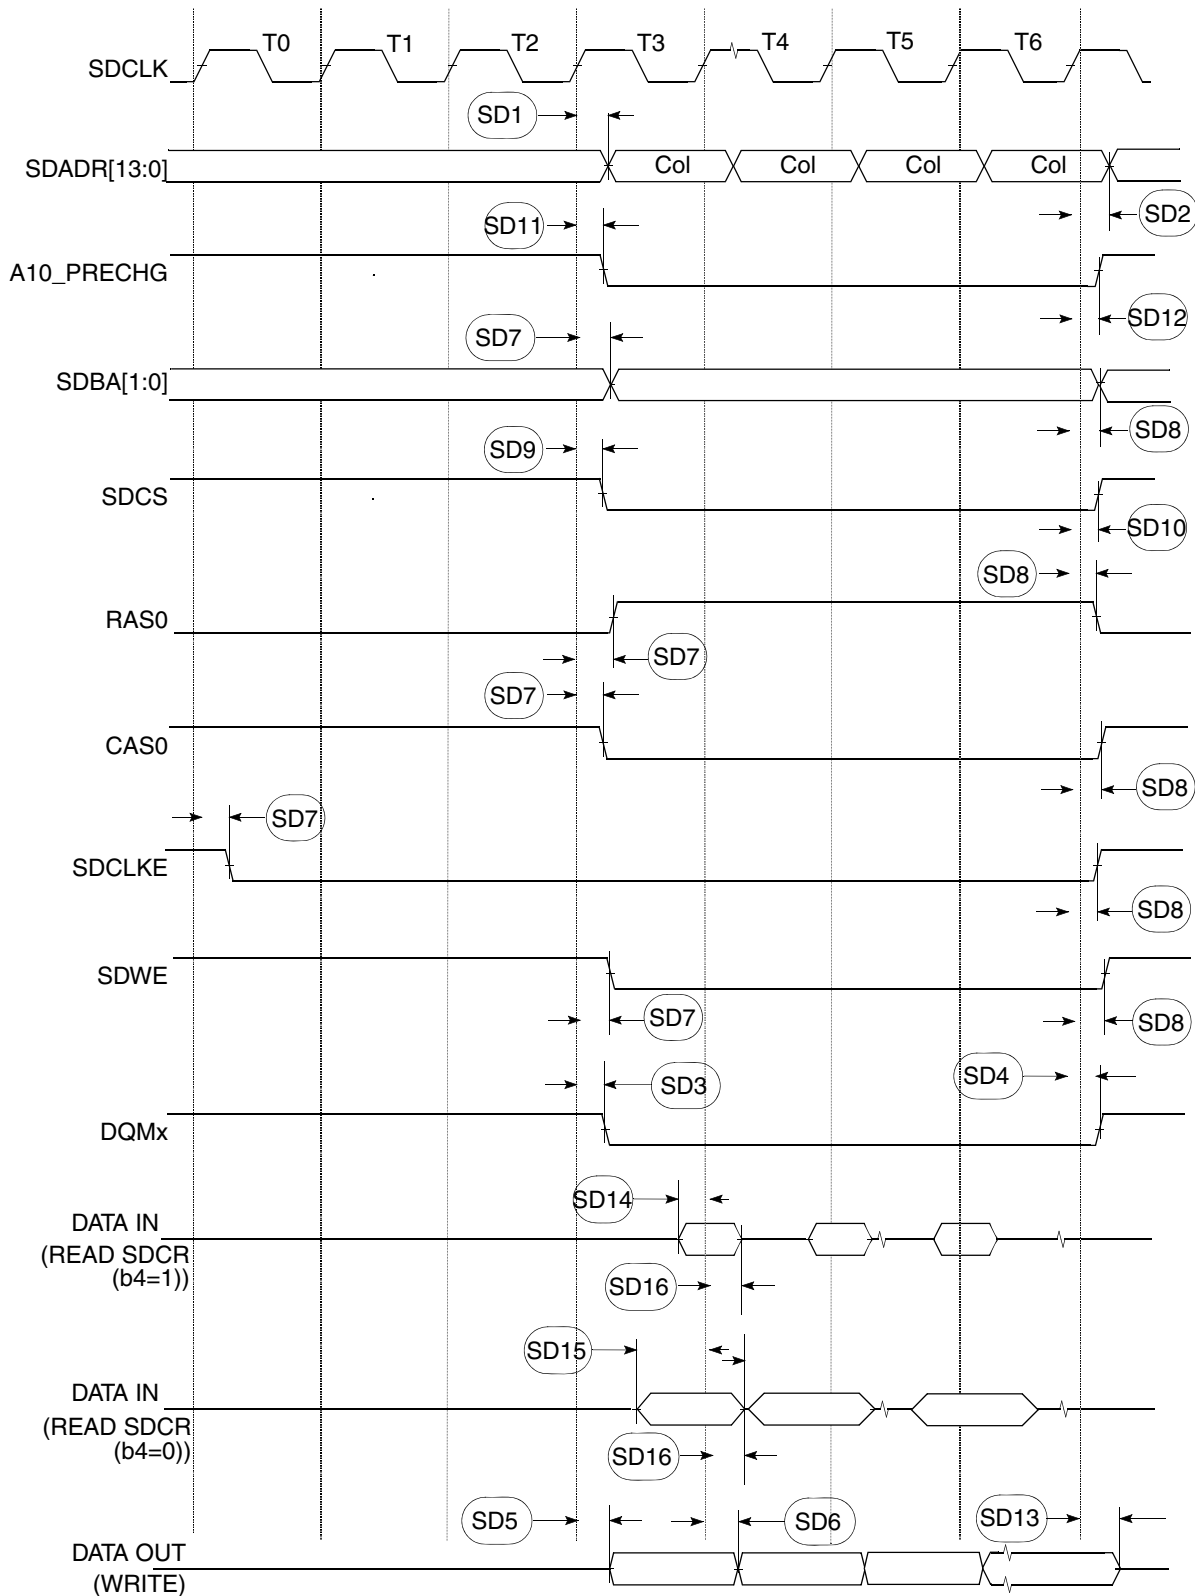 T0 T1 T2 T3 T4 T5 T6
SDCLK
SD1
SDADR[13:0]
Col Col Col Col
SD2
SD11
A10_PRECHG
SD12
SD7
SDBA[1:0]
SD8
SD9
SDCS
SD10
SD8
RAS0
SD7
SD7
CAS0
SD8
SD7
SDCLKE
SD8
SDWE
SD7
SD8
SD3
SD4
DQMx
SD14
DATA IN
(READ SDCR
(b4=1))
SD16
SD15
DATA IN
(READ SDCR
(b4=0))
SD16
SD5
SD6
SD13
DATA OUT
(WRITE)